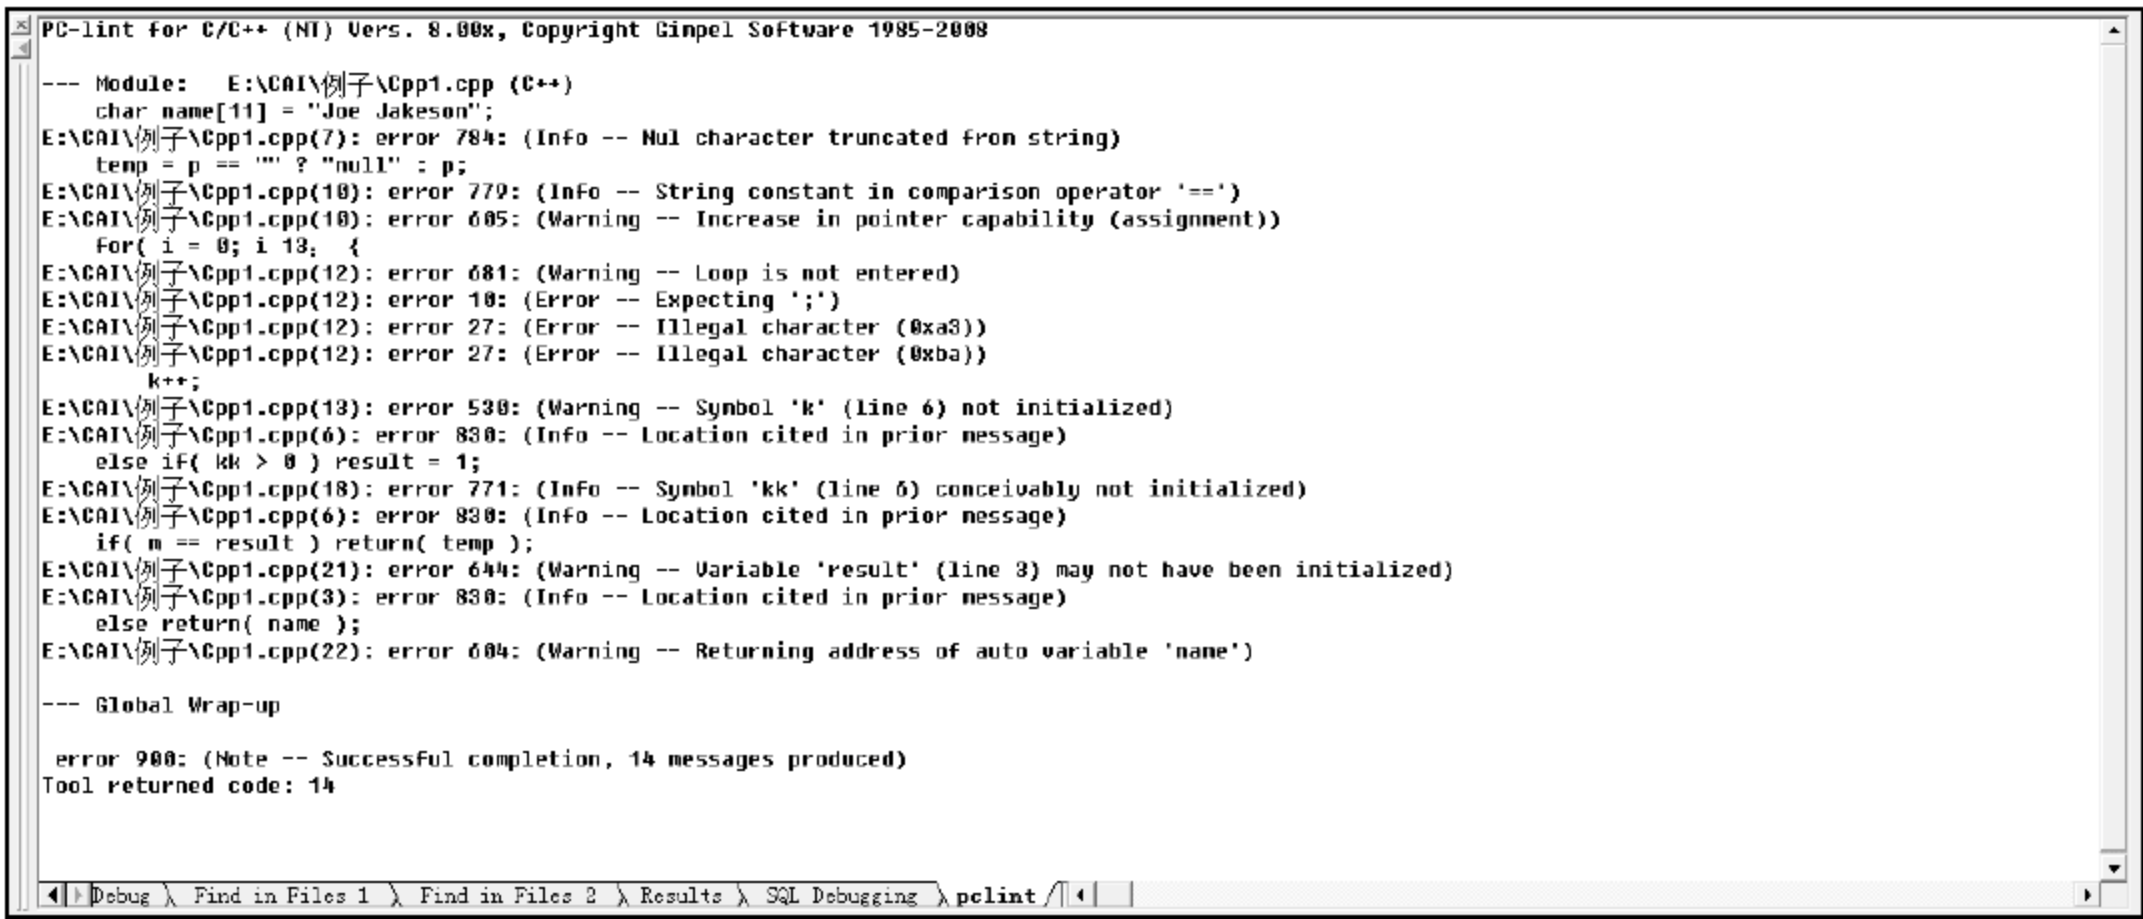 PC-lint for C/C++ (NT) Vers. 8.00x, Copyright Gimpel Software 1985-2008
--- Module:   E:\CAI\例子\Cpp1.cpp (C++)
    char name[11] = "Joe Jakeson";
E:\CAI\例子\Cpp1.cpp(7): error 784: (Info -- Nul character truncated from string)
    temp = p == "" ? "null" : p;
E:\CAI\例子\Cpp1.cpp(10): error 779: (Info -- String constant in comparison operator '==')
E:\CAI\例子\Cpp1.cpp(10): error 605: (Warning -- Increase in pointer capability (assignment))
    for( i = 0; i 13;  {
E:\CAI\例子\Cpp1.cpp(12): error 681: (Warning -- Loop is not entered)
E:\CAI\例子\Cpp1.cpp(12): error 10: (Error -- Expecting ';')
E:\CAI\例子\Cpp1.cpp(12): error 27: (Error -- Illegal character (0xa3))
E:\CAI\例子\Cpp1.cpp(12): error 27: (Error -- Illegal character (0xba))
        k++;
E:\CAI\例子\Cpp1.cpp(13): error 530: (Warning -- Symbol 'k' (line 6) not initialized)
E:\CAI\例子\Cpp1.cpp(6): error 830: (Info -- Location cited in prior message)
    else if( kk > 0 ) result = 1;
E:\CAI\例子\Cpp1.cpp(18): error 771: (Info -- Symbol 'kk' (line 6) conceivably not initialized)
E:\CAI\例子\Cpp1.cpp(6): error 830: (Info -- Location cited in prior message)
    if( m == result ) return( temp );
E:\CAI\例子\Cpp1.cpp(21): error 644: (Warning -- Variable 'result' (line 3) may not have been initialized)
E:\CAI\例子\Cpp1.cpp(3): error 830: (Info -- Location cited in prior message)
    else return( name );
E:\CAI\例子\Cpp1.cpp(22): error 604: (Warning -- Returning address of auto variable 'name')
--- Global Wrap-up
 error 900: (Note -- Successful completion, 14 messages produced)
Tool returned code: 14
Debug Find in Files 1 Find in Files 2 Results SQL Debugging pclint